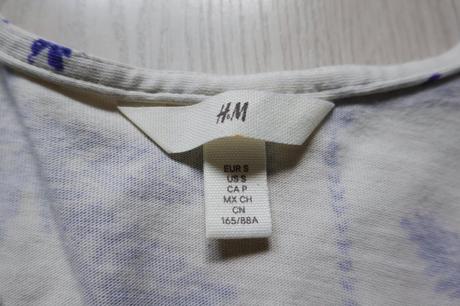 H&M
EUR S
US S
CA P
MX CH
CN
165/88A